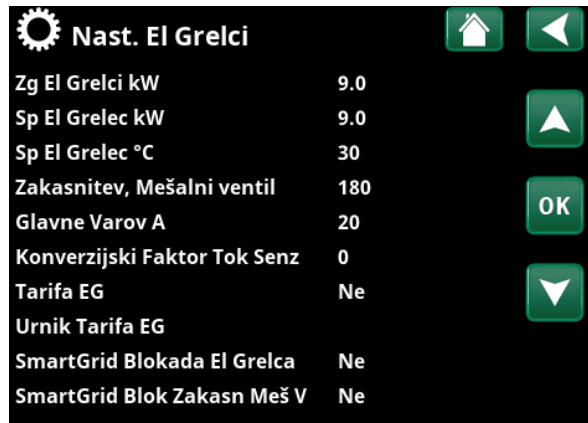 Nast. El Grelci
Zg El Grelci kW 9.0
Sp El Grelec kW 9.0
Sp El Grelec °C 30
Zakasnitev, Mešalni ventil 180
OK
Glavne Varov A 20
Konverzijski Faktor Tok Senz 0
Tarifa EG Ne
Urnik Tarifa EG
SmartGrid Blokada El Grelca Ne
SmartGrid Blok Zakasn Meš V Ne